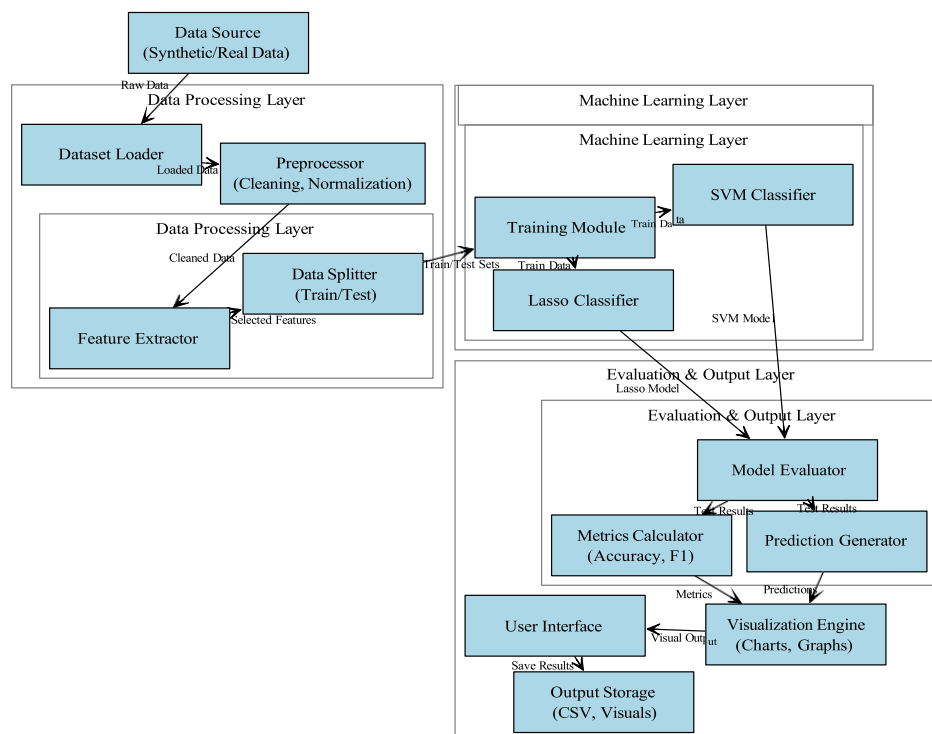 Data Source
(Synthetic/Real Data)
Raw Data
Data Processing Layer
Dataset Loader
Loaded Data
Preprocessor
(Cleaning, Normalization)
Data Processing Layer
Cleaned Data
Data Splitter
(Train/Test)
Feature Extractor
Selected Features
Train/Test Sets
Machine Learning Layer
Machine Learning Layer
Training Module
Train Data
SVM Classifier
Train Data
Lasso Classifier
SVM Model
Evaluation & Output Layer
Lasso Model
Evaluation & Output Layer
Model Evaluator
Test Results
Test Results
Metrics Calculator
(Accuracy, F1)
Prediction Generator
Metrics
Predictions
User Interface
Visual Output
Visualization Engine
(Charts, Graphs)
Save Results
Output Storage
(CSV, Visuals)